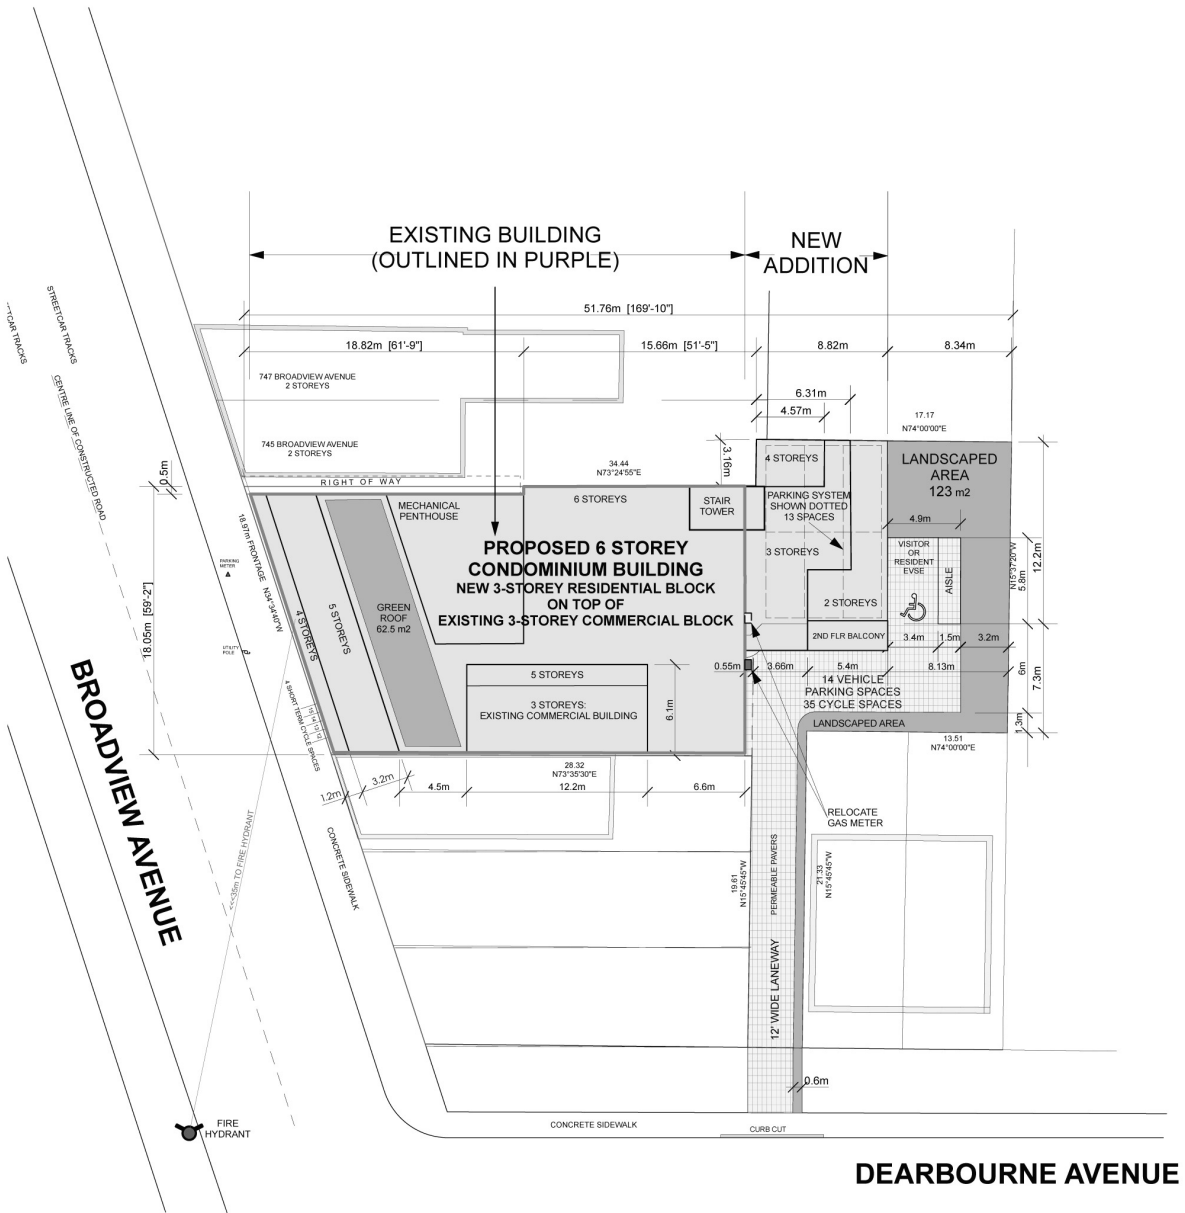 EXISTING BUILDING
(OUTLINED IN PURPLE)
NEW
ADDITION
51.76m [169'-10"]
18.82m [61'-9"]
15.66m [51'-5"]
8.82m
8.34m
STREETCAR TRACKS
CENTRE LINE OF CONSTRUCTED ROAD
747 BROADVIEW AVENUE
2 STOREYS
745 BROADVIEW AVENUE
2 STOREYS
6.31m
4.57m
17.17
N74°00'00"E
3.16m
0.5m
RIGHT OF WAY
34.44
N73°24'55"E
4 STOREYS
LANDSCAPED
AREA
123 m2
6 STOREYS
STAIR
TOWER
PARKING SYSTEM
SHOWN DOTTED
13 SPACES
MECHANICAL
PENTHOUSE
4.9m
18.97m FRONTAGE
N34°34'40"W
PARKING
METER
UTILITY
POLE
18.05m [59'-2"]
4 STOREYS
5 STOREYS
GREEN
ROOF
62.5 m2
PROPOSED 6 STOREY
CONDOMINIUM BUILDING
NEW 3-STOREY RESIDENTIAL BLOCK
ON TOP OF
EXISTING 3-STOREY COMMERCIAL BLOCK
3 STOREYS
2 STOREYS
2ND FLR BALCONY
VISITOR
OR
RESIDENT
EVSE
AISLE
N15°37'20"W
5.8m
12.2m
3.4m
1.5m
3.2m
0.55m
3.66m
5.4m
8.13m
6m
7.3m
1.3m
14 VEHICLE
PARKING SPACES
35 CYCLE SPACES
LANDSCAPED AREA
13.51
N74°00'00"E
5 STOREYS
3 STOREYS:
EXISTING COMMERCIAL BUILDING
6.1m
4 SHORT TERM CYCLE SPACES
28.32
N73°35'30"E
1.2m
3.2m
4.5m
12.2m
6.6m
RELOCATE
GAS METER
BROADVIEW AVENUE
<<<35m TO FIRE HYDRANT
CONCRETE SIDEWALK
19.61
N15°45'45"W
PERMEABLE PAVERS
12' WIDE LANEWAY
21.33
N15°45'45"W
0.6m
FIRE
HYDRANT
CONCRETE SIDEWALK
CURB CUT
DEARBOURNE AVENUE